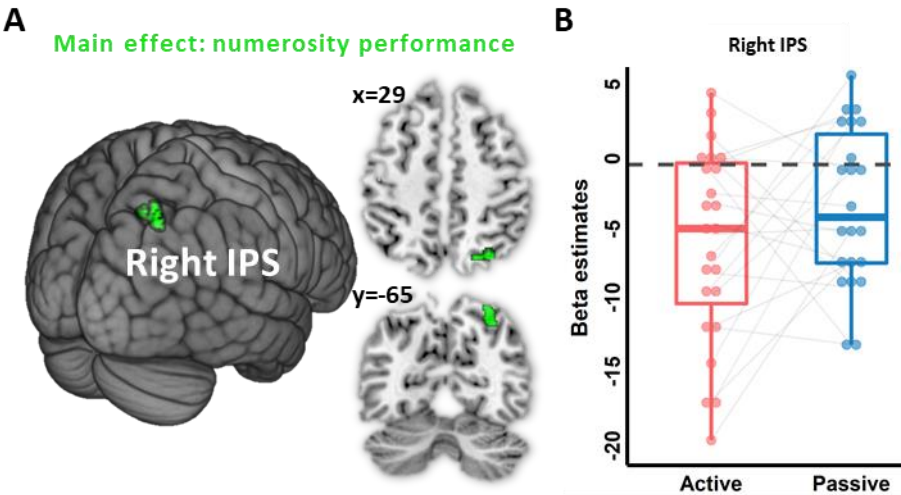 A
Main effect: numerosity performance
x=29
Right IPS
y=-65
B
Right IPS
Beta estimates
5
0
-5
-10
-15
-20
Active
Passive